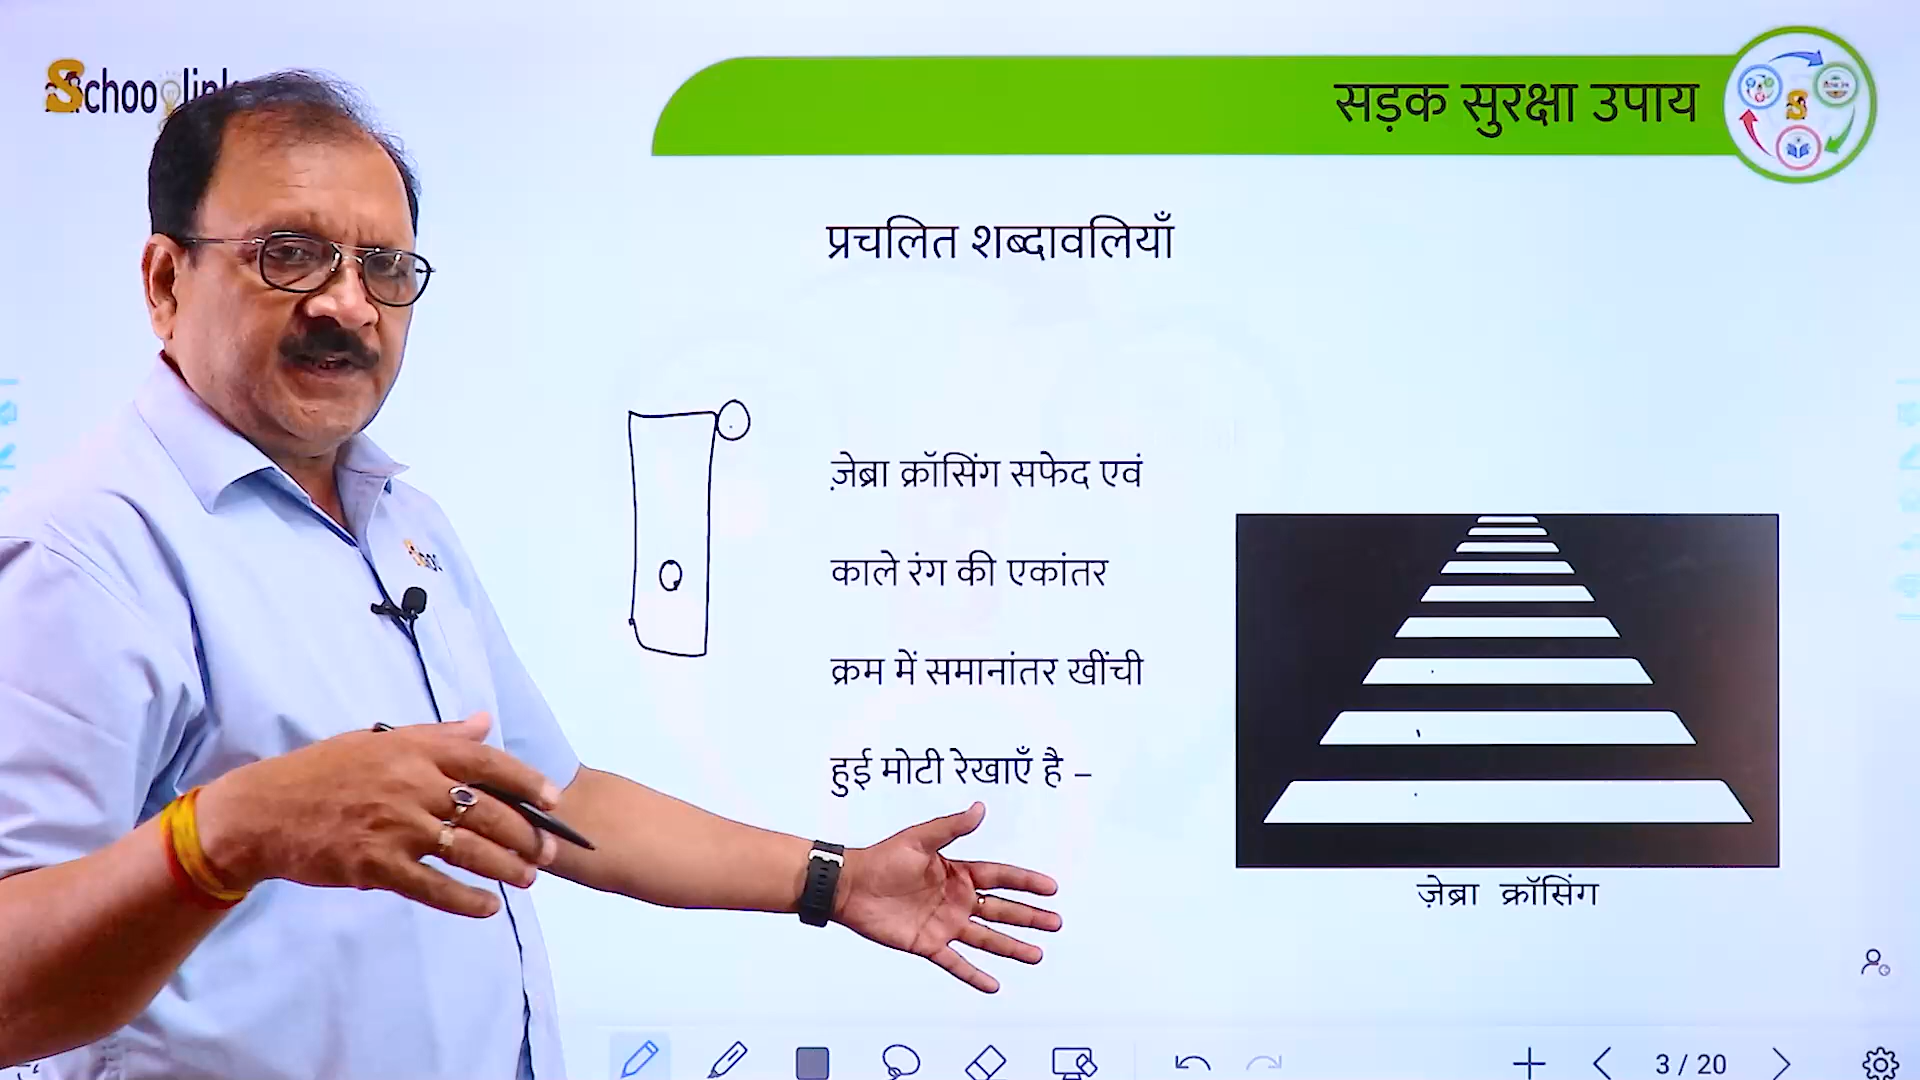 सड़क सुरक्षा उपाय
प्रचलित शब्दावलियाँ
ज़ेब्रा क्रॉसिंग सफेद एवं
काले रंग की एकांतर
क्रम में समानांतर खींची
हुई मोटी रेखाएँ है –
ज़ेब्रा क्रॉसिंग
3 / 20